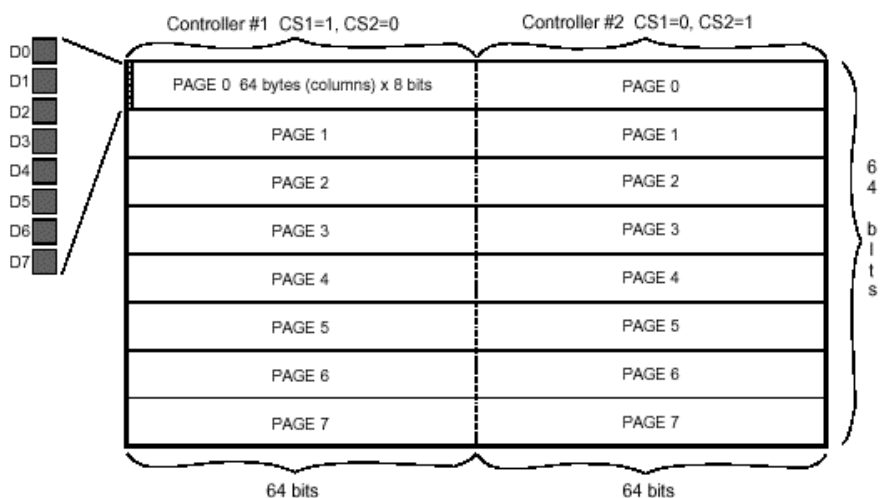 Controller #1 CS1=1, CS2=0
Controller #2 CS1=0, CS2=1
D0
D1
D2
D3
D4
D5
D6
D7
PAGE 0 64 bytes (columns) x 8 bits
PAGE 0
PAGE 1
PAGE 1
PAGE 2
PAGE 2
PAGE 3
PAGE 3
PAGE 4
PAGE 4
PAGE 5
PAGE 5
PAGE 6
PAGE 6
PAGE 7
PAGE 7
64 bits
64 bits
64 bits